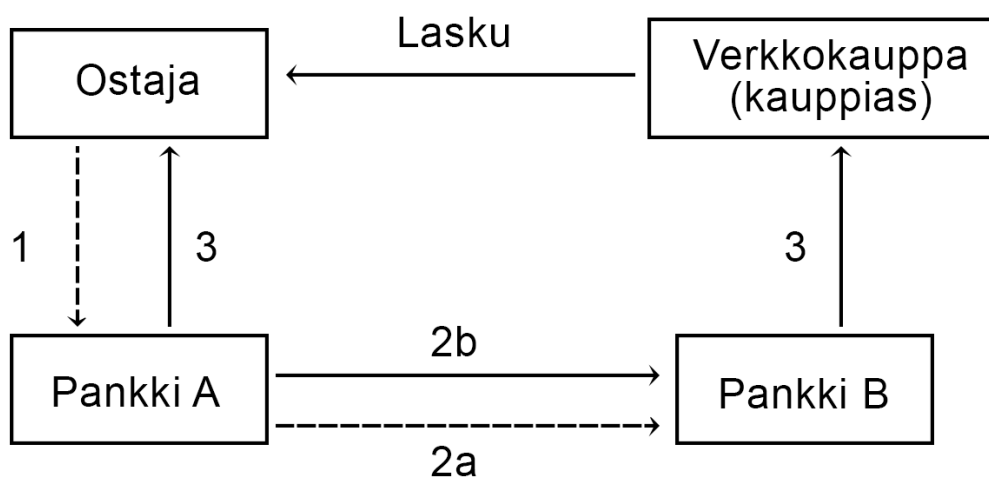 Lasku
Ostaja
Verkkokauppa
(kauppias)
1
3
3
2b
Pankki A
Pankki B
2a